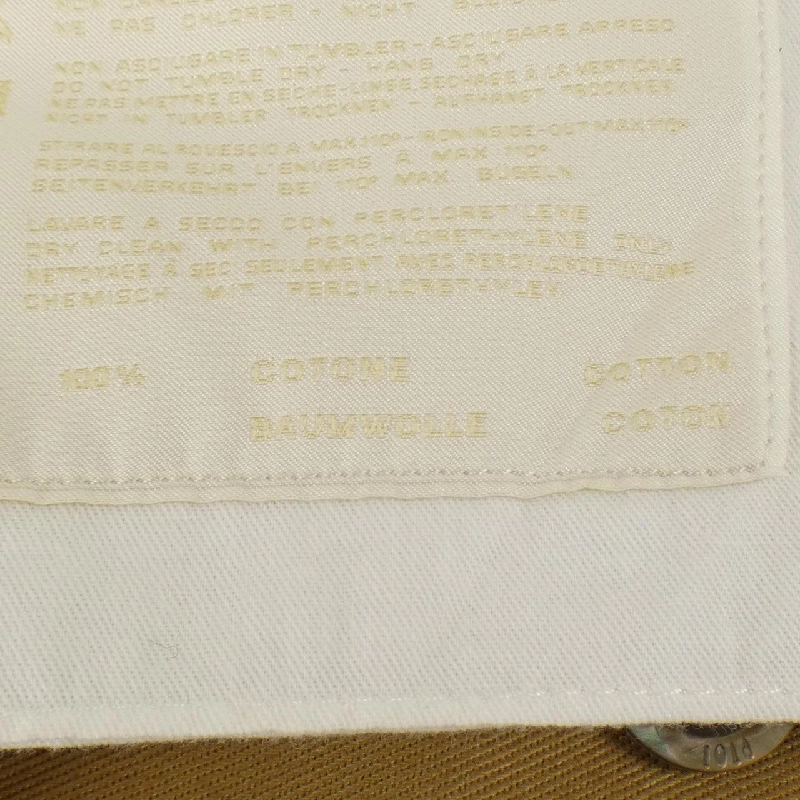 NE PAS CHLORER - NICHT
NON ASCIUGARE IN TUMBLER - ASCIUGARE APPESO
DO NOT TUMBLE DRY - HANG DRY
NE PAS METTRE EN SECHE-LINGE, SECHAGE À LA VERTICALE
NICHT IN TUMBLER TROCKNEN - AUFHANGT TROCKNEN
STIRARE AL ROVESCIO A MAX 110° - IRON INSIDE-OUT MAX 110°
REPASSER SUR L'ENVERS A MAX 110°
SEITENVERKEHRT BEI 110° MAX BUGELN
LAVARE A SECCO CON PERCLORETILENE
DRY CLEAN WITH PERCHLORETHYLENE ONLY
NETTOYAGE À SEC SEULEMENT AVEC PERCHLOROETHYLENE
CHEMISCH MIT PERCHLORETHYLEN
100% COTONE COTTON
BAUMWOLLE COTON